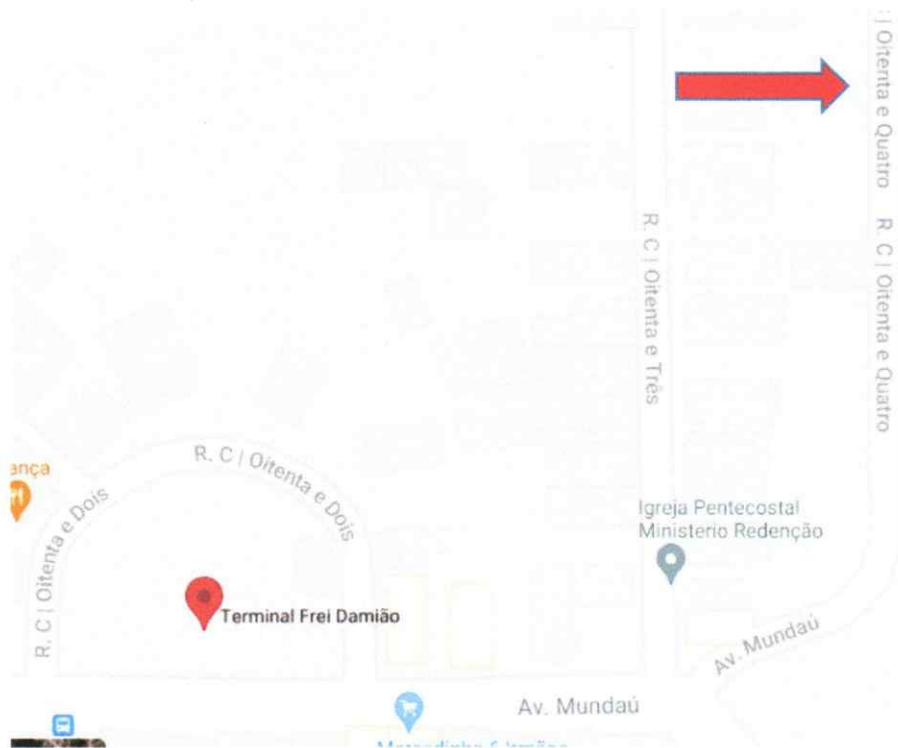 | Oitenta e Quatro
R. C | Oitenta e Quatro
R. C | Oitenta e Três
R. C | Oitenta e Dois
ança
R. C | Oitenta e Dois
Igreja Pentecostal
Ministerio Redenção
Terminal Frei Damião
Av. Mundaú
Av. Mundaú